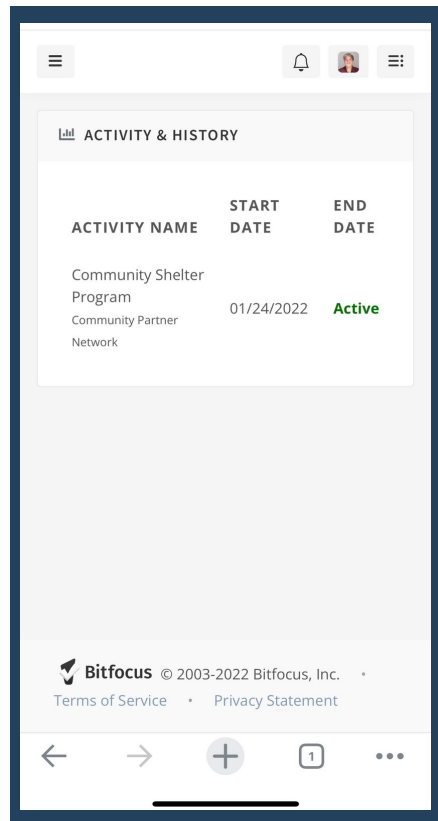 ACTIVITY & HISTORY
ACTIVITY NAME
START
DATE
END
DATE
Community Shelter
Program
Community Partner
Network
01/24/2022
Active
Bitfocus © 2003-2022 Bitfocus, Inc. •
Terms of Service • Privacy Statement
1